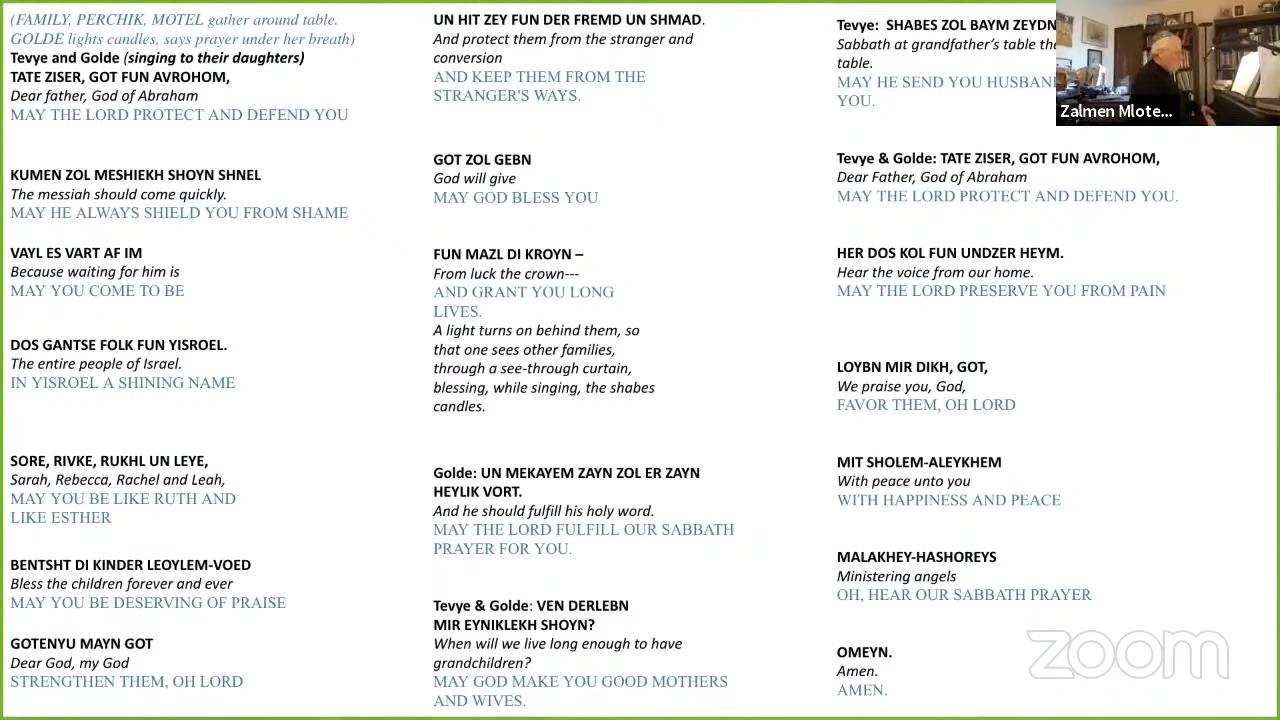 (FAMILY, PERCHIK, MOTEL gather around table.
GOLDE lights candles, says prayer under her breath)
Tevye and Golde (singing to their daughters)
TATE ZISER, GOT FUN AVROHOM,
Dear father, God of Abraham
MAY THE LORD PROTECT AND DEFEND YOU
KUMEN ZOL MESHIEKH SHOYN SHNEL
The messiah should come quickly.
MAY HE ALWAYS SHIELD YOU FROM SHAME
VAYL ES VART AF IM
Because waiting for him is
MAY YOU COME TO BE
DOS GANTSE FOLK FUN YISROEL.
The entire people of Israel.
IN YISROEL A SHINING NAME
SORE, RIVKE, RUKHL UN LEYE,
Sarah, Rebecca, Rachel and Leah,
MAY YOU BE LIKE RUTH AND
LIKE ESTHER
BENTSHT DI KINDER LEOYLEM-VOED
Bless the children forever and ever
MAY YOU BE DESERVING OF PRAISE
GOTENYU MAYN GOT
Dear God, my God
STRENGTHEN THEM, OH LORD
UN HIT ZEY FUN DER FREMD UN SHMAD.
And protect them from the stranger and
conversion
AND KEEP THEM FROM THE
STRANGER'S WAYS.
GOT ZOL GEBN
God will give
MAY GOD BLESS YOU
FUN MAZL DI KROYN –
From luck the crown---
AND GRANT YOU LONG
LIVES.
A light turns on behind them, so
that one sees other families,
through a see-through curtain,
blessing, while singing, the shabes
candles.
Golde: UN MEKAYEM ZAYN ZOL ER ZAYN
HEYLIK VORT.
And he should fulfill his holy word.
MAY THE LORD FULFILL OUR SABBATH
PRAYER FOR YOU.
Tevye & Golde: VEN DERLEBN
MIR EYNIKLEKH SHOYN?
When will we live long enough to have
grandchildren?
MAY GOD MAKE YOU GOOD MOTHERS
AND WIVES.
Tevye: SHABES ZOL BAYM ZEYDN
Sabbath at grandfather's table the
table.
MAY HE SEND YOU
YOU.
Tevye & Golde: TATE ZISER, GOT FUN AVROHOM,
Dear Father, God of Abraham
MAY THE LORD PROTECT AND DEFEND YOU.
HER DOS KOL FUN UNDZER HEYM.
Hear the voice from our home.
MAY THE LORD PRESERVE YOU FROM PAIN
LOYBN MIR DIKH, GOT,
We praise you, God,
FAVOR THEM, OH LORD
MIT SHOLEM-ALEYKHEM
With peace unto you
WITH HAPPINESS AND PEACE
MALAKHEY-HASHOREYS
Ministering angels
OH, HEAR OUR SABBATH PRAYER
OMEYN.
Amen.
AMEN.
Zalmen Mlote...
zoom